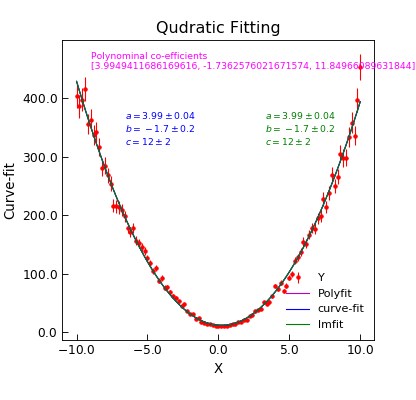 Qudratic Fitting
Polynominal co-efficients
[3.9949411686169616, -1.7362576021671574, 11.84966089631844]
a = 3.99 ± 0.04
b = −1.7 ± 0.2
c = 12 ± 2
a = 3.99 ± 0.04
b = −1.7 ± 0.2
c = 12 ± 2
Curve-fit
400.0
300.0
200.0
100.0
0.0
−10.0 −5.0 0.0 5.0 10.0
X
Y
Polyfit
curve-fit
lmfit